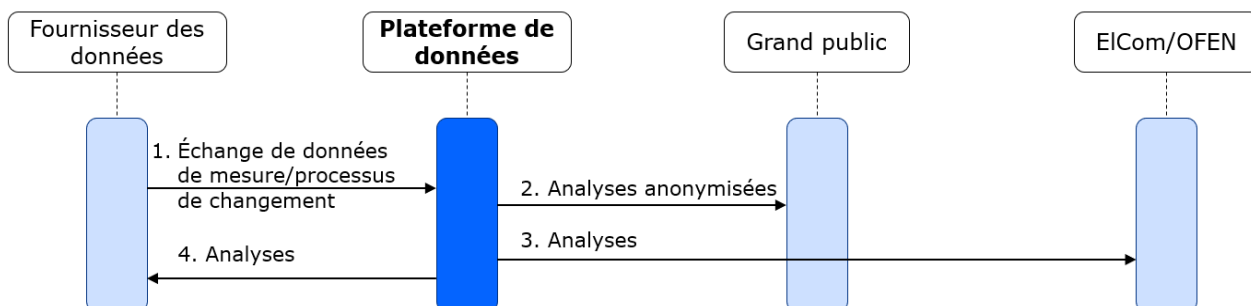 Fournisseur des
données
Plateforme de
données
Grand public
ElCom/OFEN
1. Échange de données
de mesure/processus
de changement
2. Analyses anonymisées
3. Analyses
4. Analyses